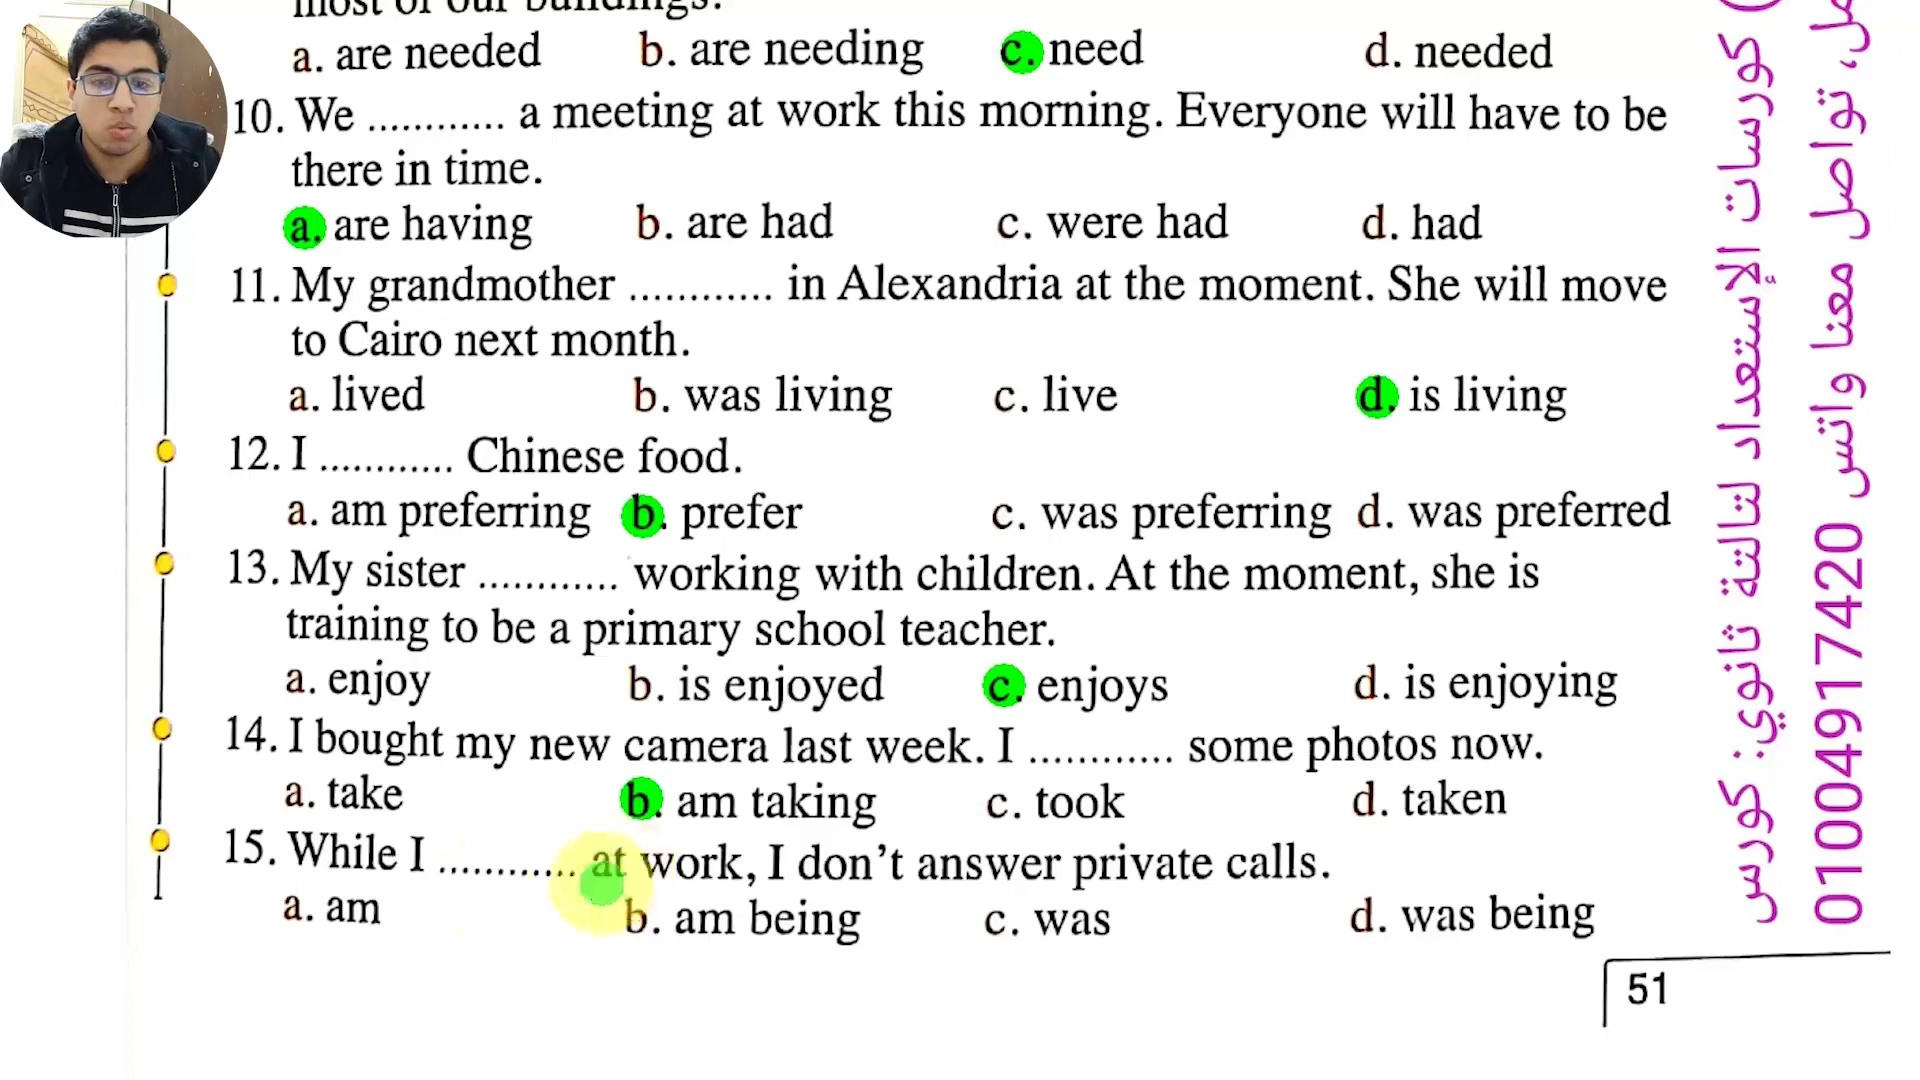 most of our buildings.
a. are needed b. are needing c. need d. needed
10. We ............ a meeting at work this morning. Everyone will have to be
there in time.
a. are having b. are had c. were had d. had
11. My grandmother ............ in Alexandria at the moment. She will move
to Cairo next month.
a. lived b. was living c. live d. is living
12. I ............ Chinese food.
a. am preferring b. prefer c. was preferring d. was preferred
13. My sister ............ working with children. At the moment, she is
training to be a primary school teacher.
a. enjoy b. is enjoyed c. enjoys d. is enjoying
14. I bought my new camera last week. I ............ some photos now.
a. take b. am taking c. took d. taken
15. While I ............ at work, I don't answer private calls.
a. am b. am being c. was d. was being
51
كورسات الإستعداد لتالتة ثانوي: كورس
تواصل معنا واتس 01004917420